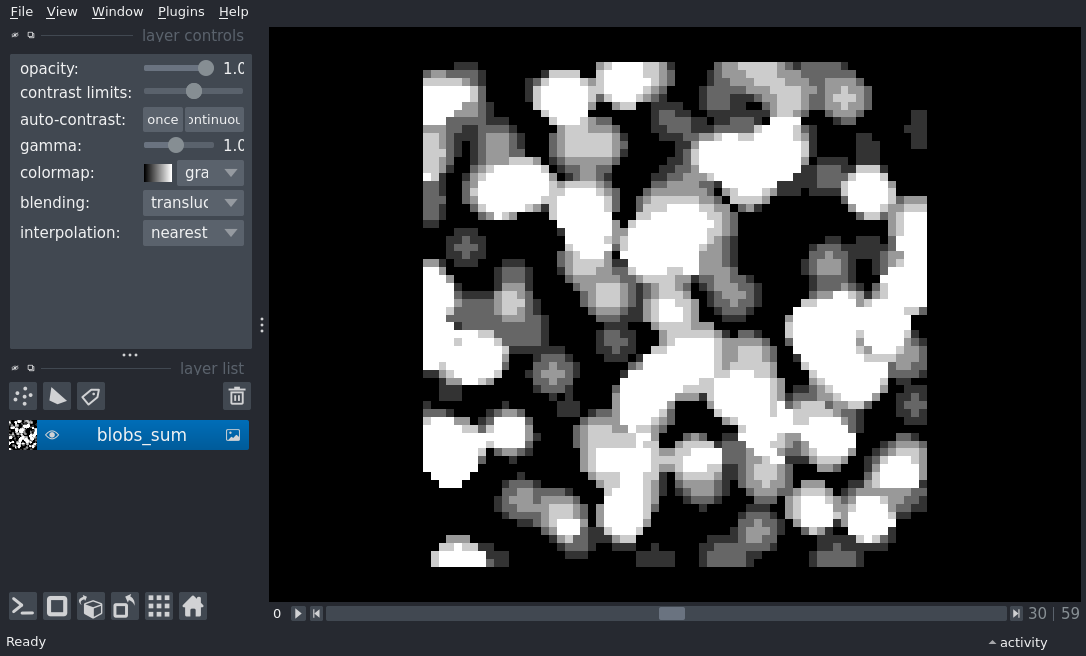 File View Window Plugins Help
layer controls
opacity: 1.0
contrast limits:
auto-contrast: once ontinuou
gamma: 1.0
colormap: gra
blending: transluc
interpolation: nearest
layer list
blobs_sum
0 30 | 59
Ready activity